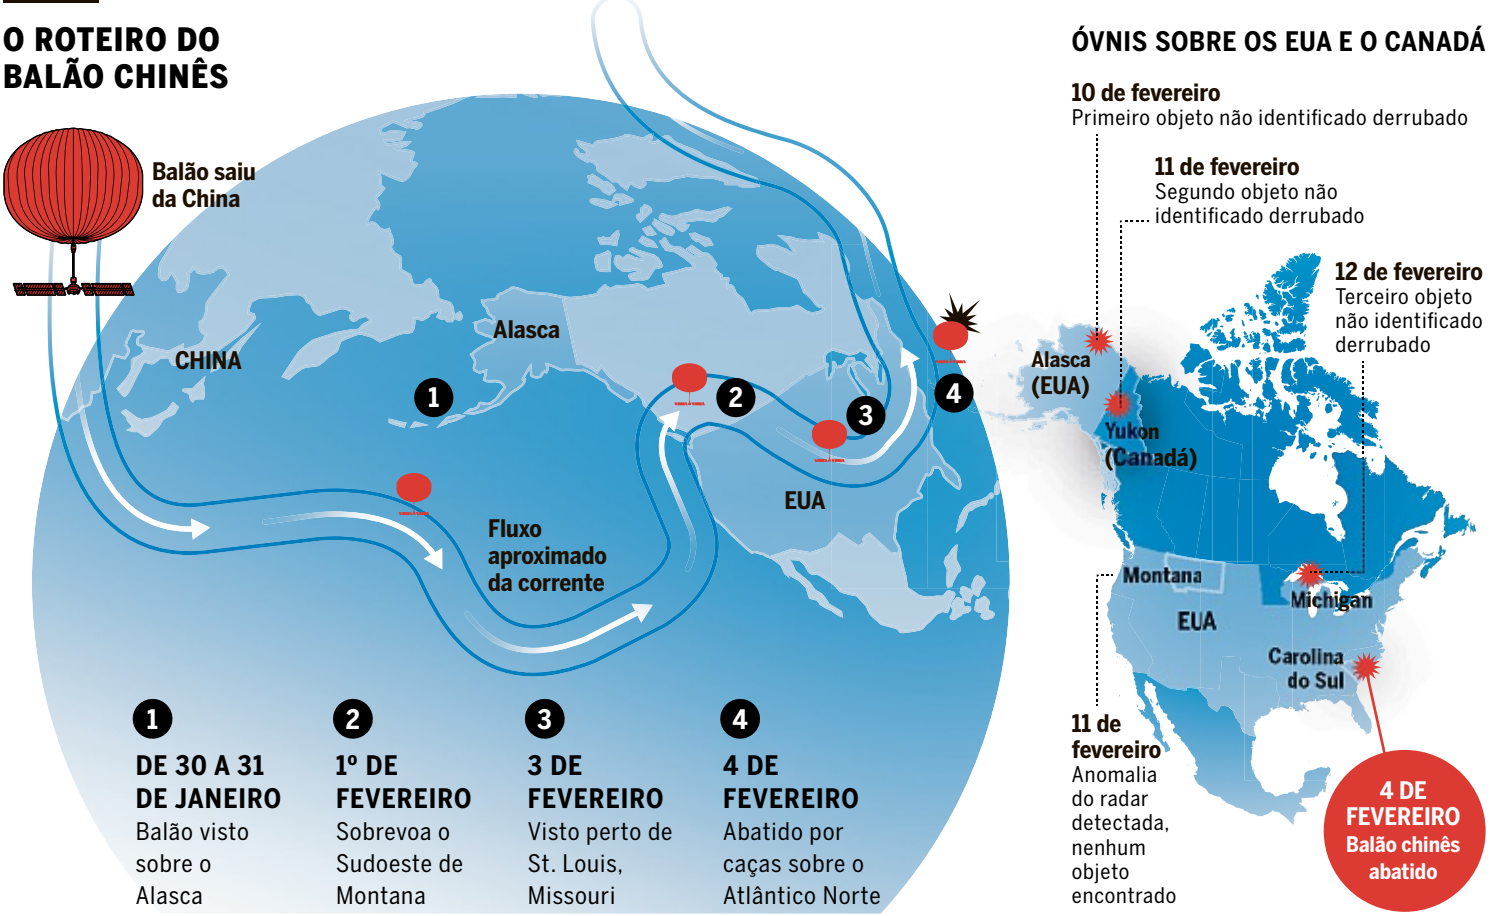 O ROTEIRO DO
BALÃO CHINÊS
Balão saiu
da China
CHINA
Alasca
1
2
3
4
EUA
Fluxo
aproximado
da corrente
1
DE 30 A 31
DE JANEIRO
Balão visto
sobre o
Alasca
2
1º DE
FEVEREIRO
Sobrevoa o
Sudoeste de
Montana
3
3 DE
FEVEREIRO
Visto perto de
St. Louis,
Missouri
4
4 DE
FEVEREIRO
Abatido por
caças sobre o
Atlântico Norte
ÓVNIS SOBRE OS EUA E O CANADÁ
10 de fevereiro
Primeiro objeto não identificado derrubado
11 de fevereiro
Segundo objeto não
identificado derrubado
12 de fevereiro
Terceiro objeto
não identificado
derrubado
Alasca
(EUA)
Yukon
(Canadá)
Montana
Michigan
EUA
Carolina
do Sul
11 de
fevereiro
Anomalia
do radar
detectada,
nenhum
objeto
encontrado
4 DE
FEVEREIRO
Balão chinês
abatido